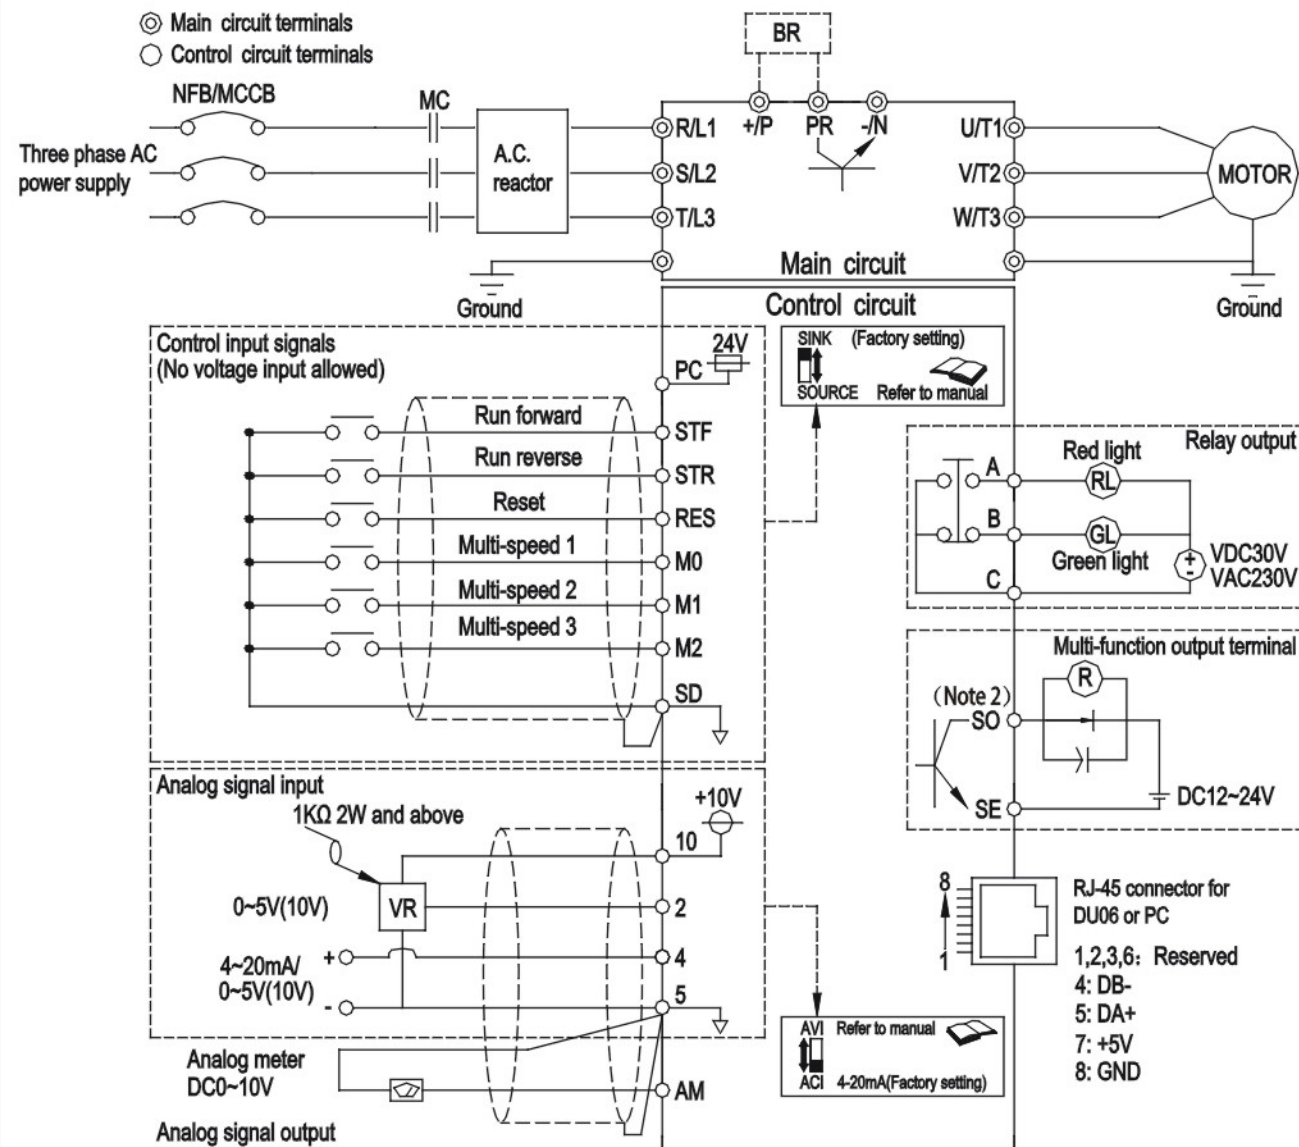 Main circuit terminals
Control circuit terminals
NFB/MCCB
MC
BR
Three phase AC
power supply
A.C.
reactor
R/L1
S/L2
T/L3
+/P
PR
-/N
U/T1
V/T2
W/T3
MOTOR
Main circuit
Ground
Ground
Control circuit
Control input signals
(No voltage input allowed)
24V
PC
SINK (Factory setting)
SOURCE Refer to manual
Run forward
STF
Run reverse
STR
Reset
RES
Multi-speed 1
M0
Multi-speed 2
M1
Multi-speed 3
M2
SD
Relay output
Red light
A
RL
B
GL
Green light
C
+
-
VDC30V
VAC230V
Multi-function output terminal
R
(Note 2)
SO
SE
DC12~24V
Analog signal input
1KΩ 2W and above
+10V
10
0~5V(10V)
VR
2
4~20mA/
0~5V(10V)
+
4
-
5
AVI Refer to manual
ACI 4-20mA(Factory setting)
Analog meter
DC0~10V
AM
Analog signal output
8
1
RJ-45 connector for
DU06 or PC
1,2,3,6: Reserved
4: DB-
5: DA+
7: +5V
8: GND